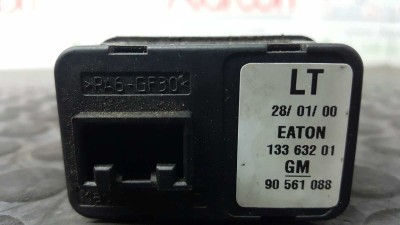 >PA6-GF30<
LT
28/ 01/ 00
EATON
133 632 01
GM
90 561 088